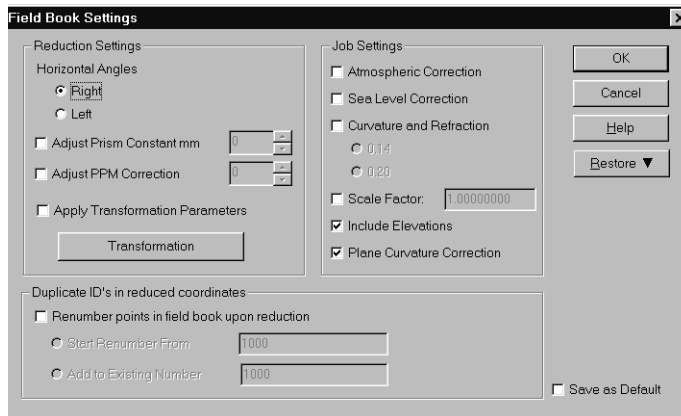 Field Book Settings
Reduction Settings
Horizontal Angles
Right
Left
Adjust Prism Constant mm 0
Adjust PPM Correction 0
Apply Transformation Parameters
Transformation
Job Settings
Atmospheric Correction
Sea Level Correction
Curvature and Refraction
0.14
0.20
Scale Factor: 1.00000000
Include Elevations
Plane Curvature Correction
OK
Cancel
Help
Restore ▼
Duplicate ID's in reduced coordinates
Renumber points in field book upon reduction
Start Renumber From 1000
Add to Existing Number 1000
Save as Default